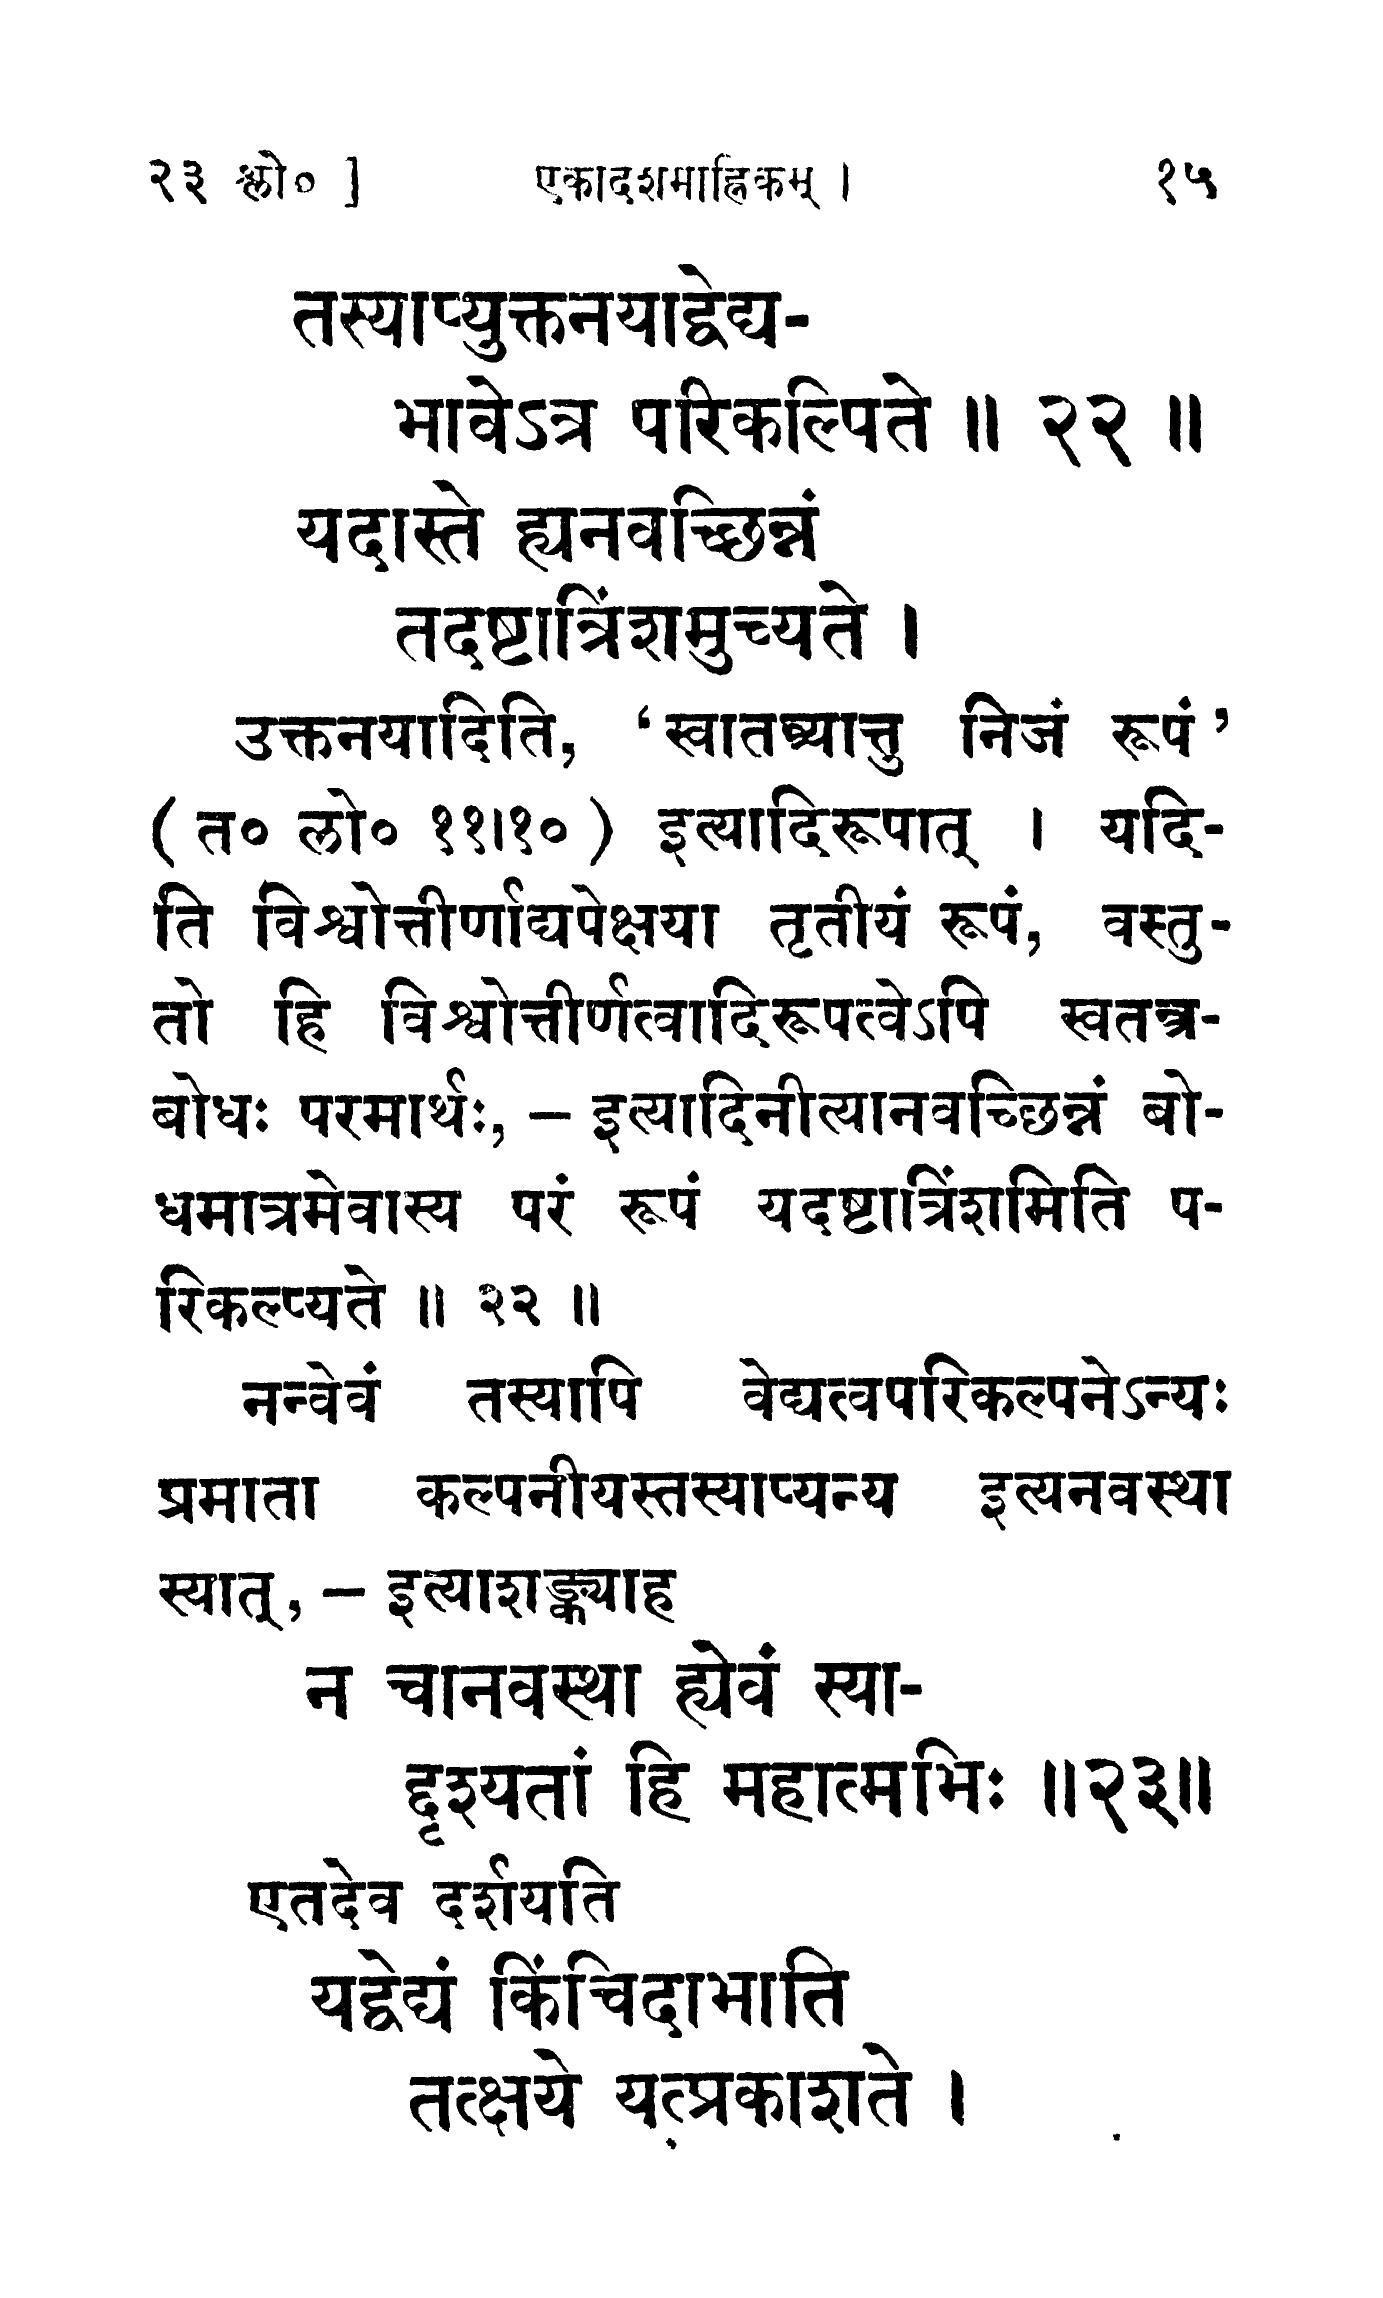 २३ श्लो० ] एकादशमाह्निकम् । १५
तस्याप्युक्तनयाद्वेद्य-
भावेऽत्र परिकल्पिते ॥ २२ ॥
यदास्ते ह्यनवच्छिन्नं
तदष्टात्रिंशमुच्यते ।
उक्तनयादिति, ‘स्वातन्त्र्यात्तु निजं रूपं’
( त० लो० ११।१० ) इत्यादिरूपात् । यदि-
ति विश्वोत्तीर्णाद्यपेक्षया तृतीयं रूपं, वस्तु-
तो हि विश्वोत्तीर्णत्वादिरूपत्वेऽपि स्वतन्त्र-
बोधः परमार्थः, – इत्यादिनीत्यानवच्छिन्नं बो-
धमात्रमेवास्य परं रूपं यदष्टात्रिंशमिति प-
रिकल्प्यते ॥ २२ ॥
नन्वेवं तस्यापि वेद्यत्वपरिकल्पनेऽन्यः
प्रमाता कल्पनीयस्तस्याप्यन्य इत्यनवस्था
स्यात्, – इत्याशङ्क्याह
न चानवस्था ह्येवं स्या-
द्दृश्यतां हि महात्मभिः ॥२३॥
एतदेव दर्शयति
यद्वेद्यं किंचिदाभाति
तत्क्षये यत्प्रकाशते ।